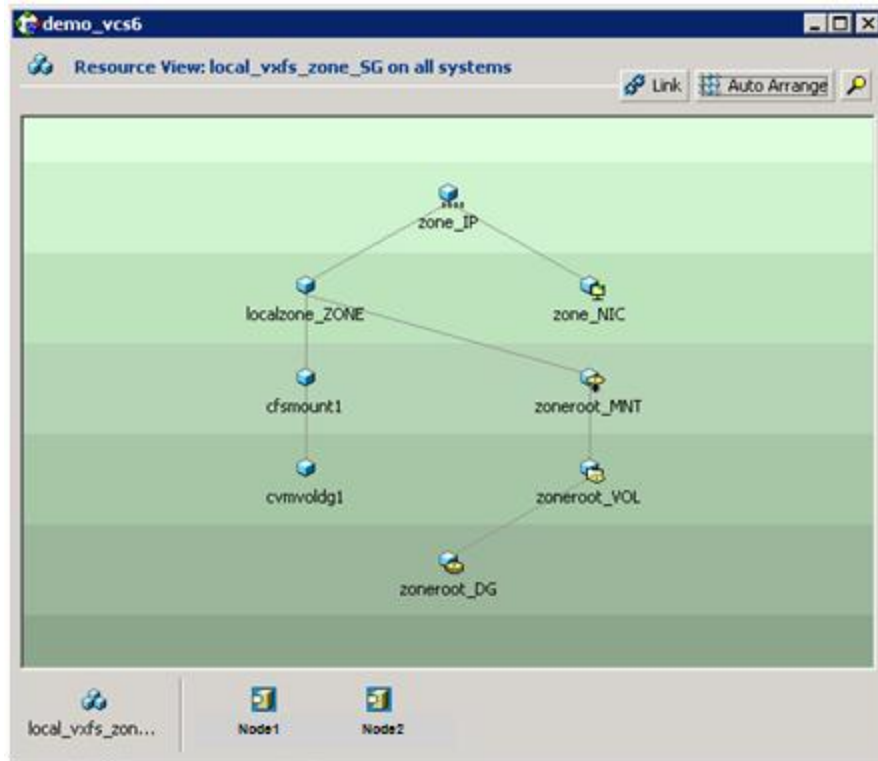 demo_vcs6
Resource View: local_vxfs_zone_SG on all systems
Link
Auto Arrange
zone_IP
localzone_ZONE
zone_NIC
cfsmount1
zoneroot_MNT
cvmvoldg1
zoneroot_VOL
zoneroot_DG
local_vxfs_zon...
Node1
Node2